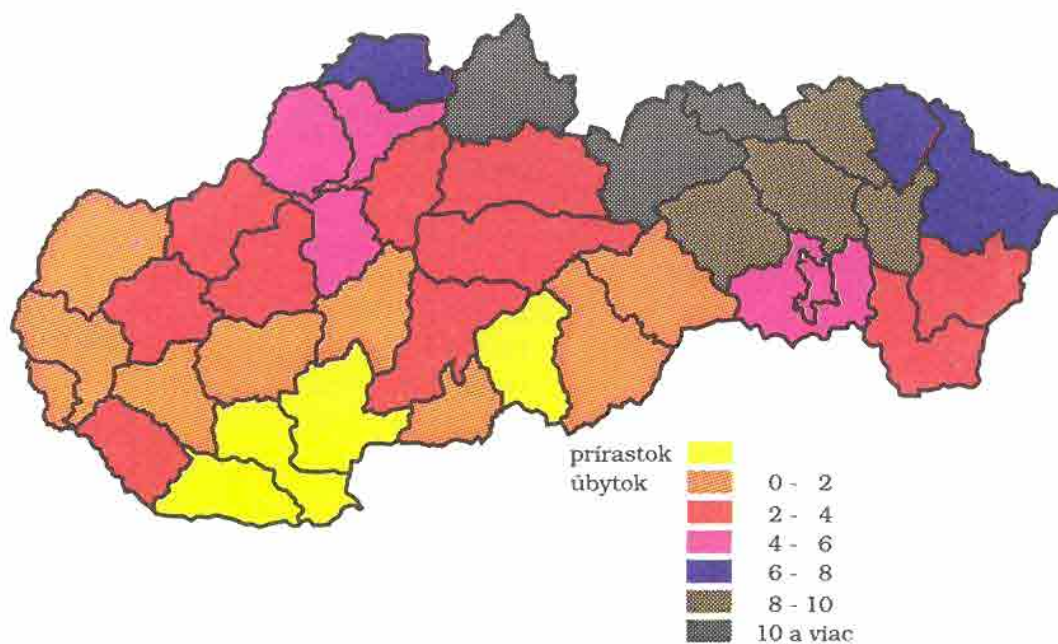 prírastok
úbytok 0 - 2
2 - 4
4 - 6
6 - 8
8 - 10
10 a viac